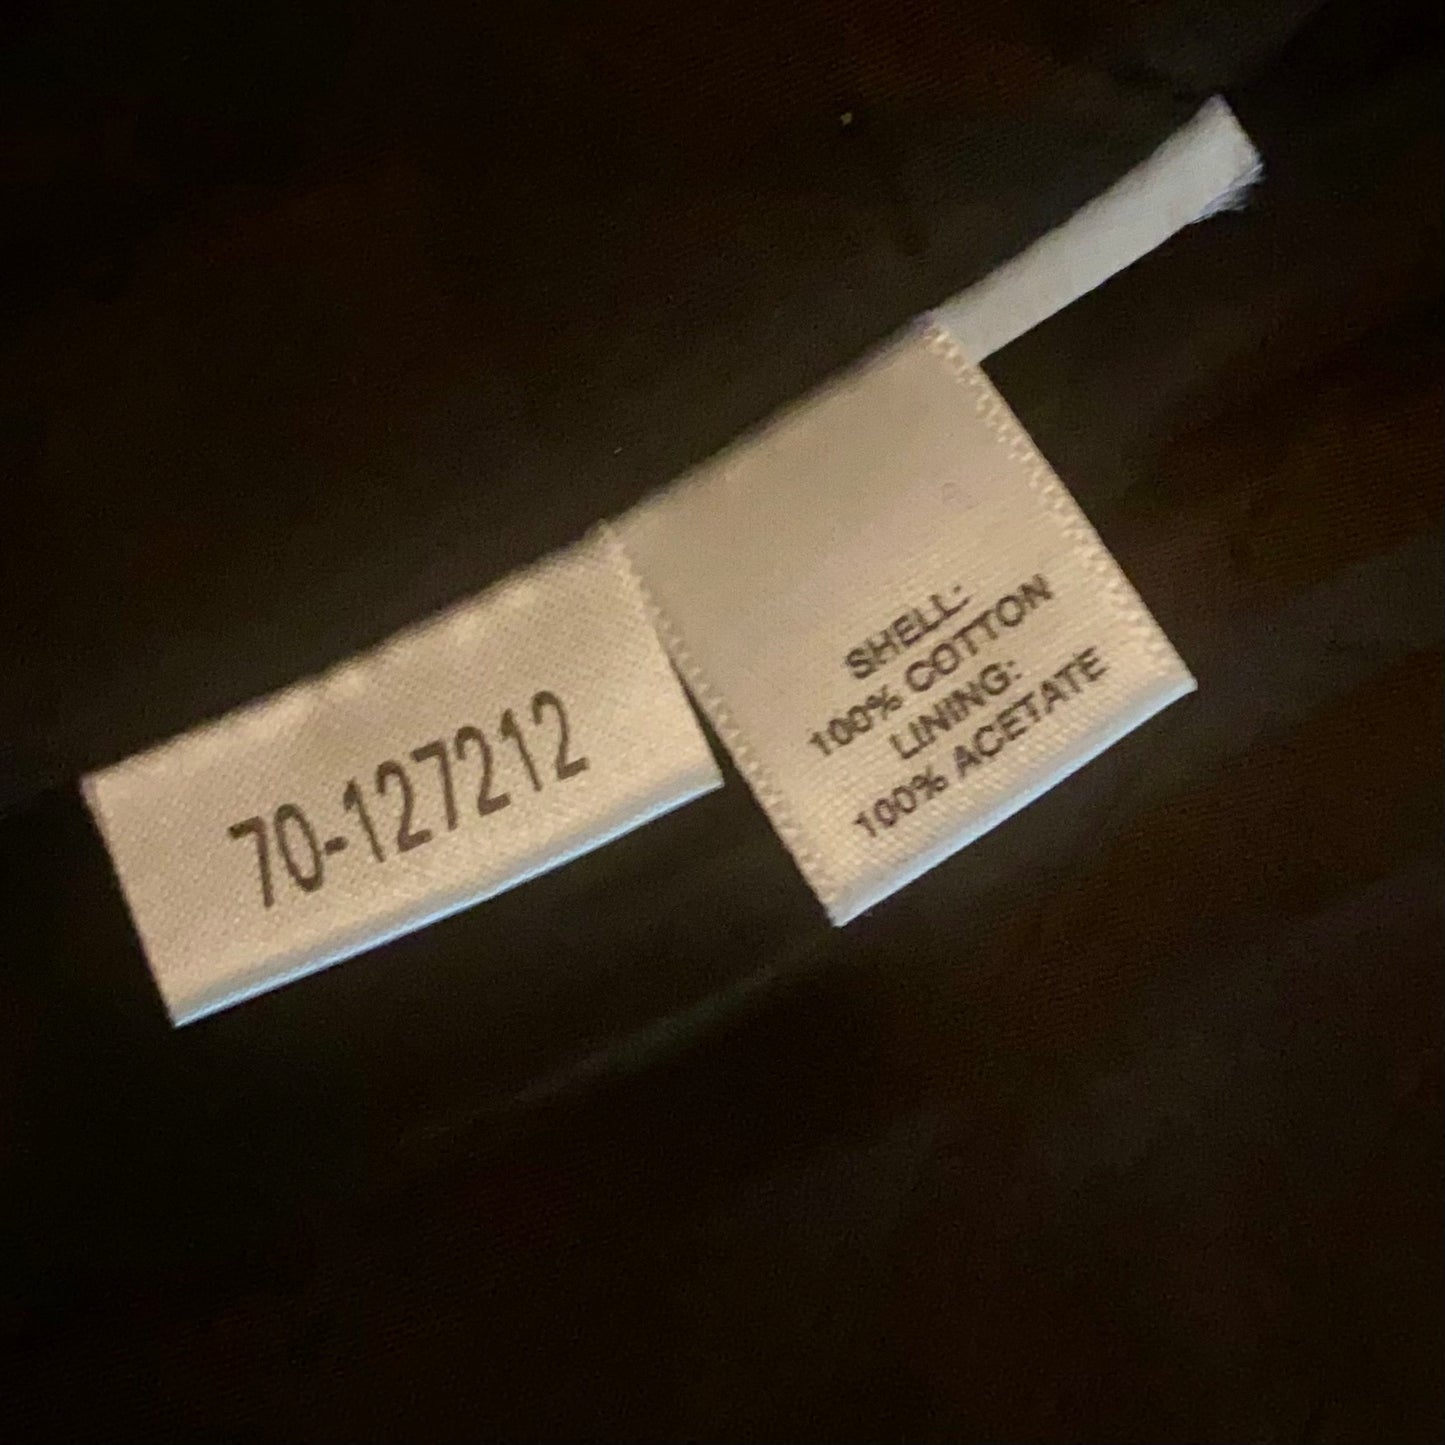 70-127212
SHELL:
100% COTTON
LINING:
100% ACETATE